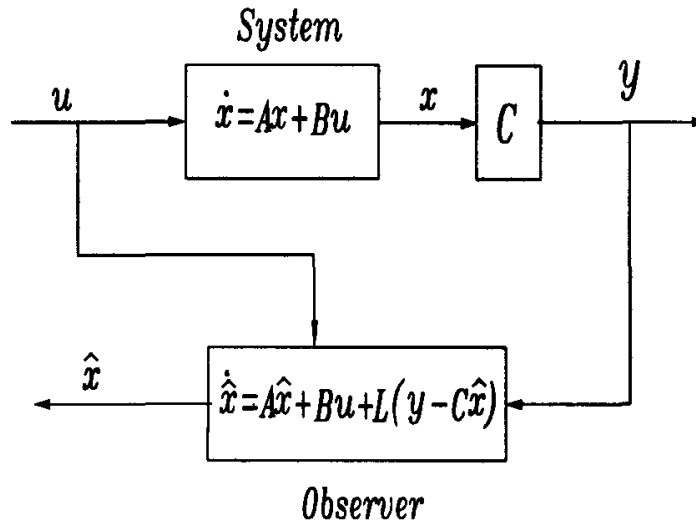 System
u
ẋ=Ax+Bu
x
C
y
x̂
x̂̇=Ax̂+Bu+L(y-Cx̂)
Observer